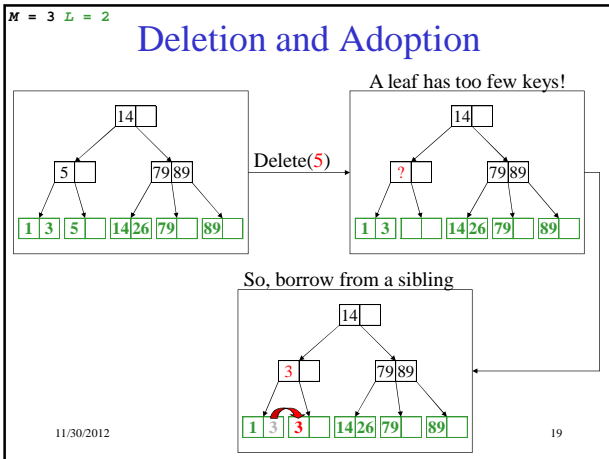 M = 3 L = 2
Deletion and Adoption
A leaf has too few keys!
14
5
79 89
1 3 5 14 26 79 89
Delete(5)
14
? 79 89
1 3 14 26 79 89
So, borrow from a sibling
14
3 79 89
1 3 3 14 26 79 89
11/30/2012
19